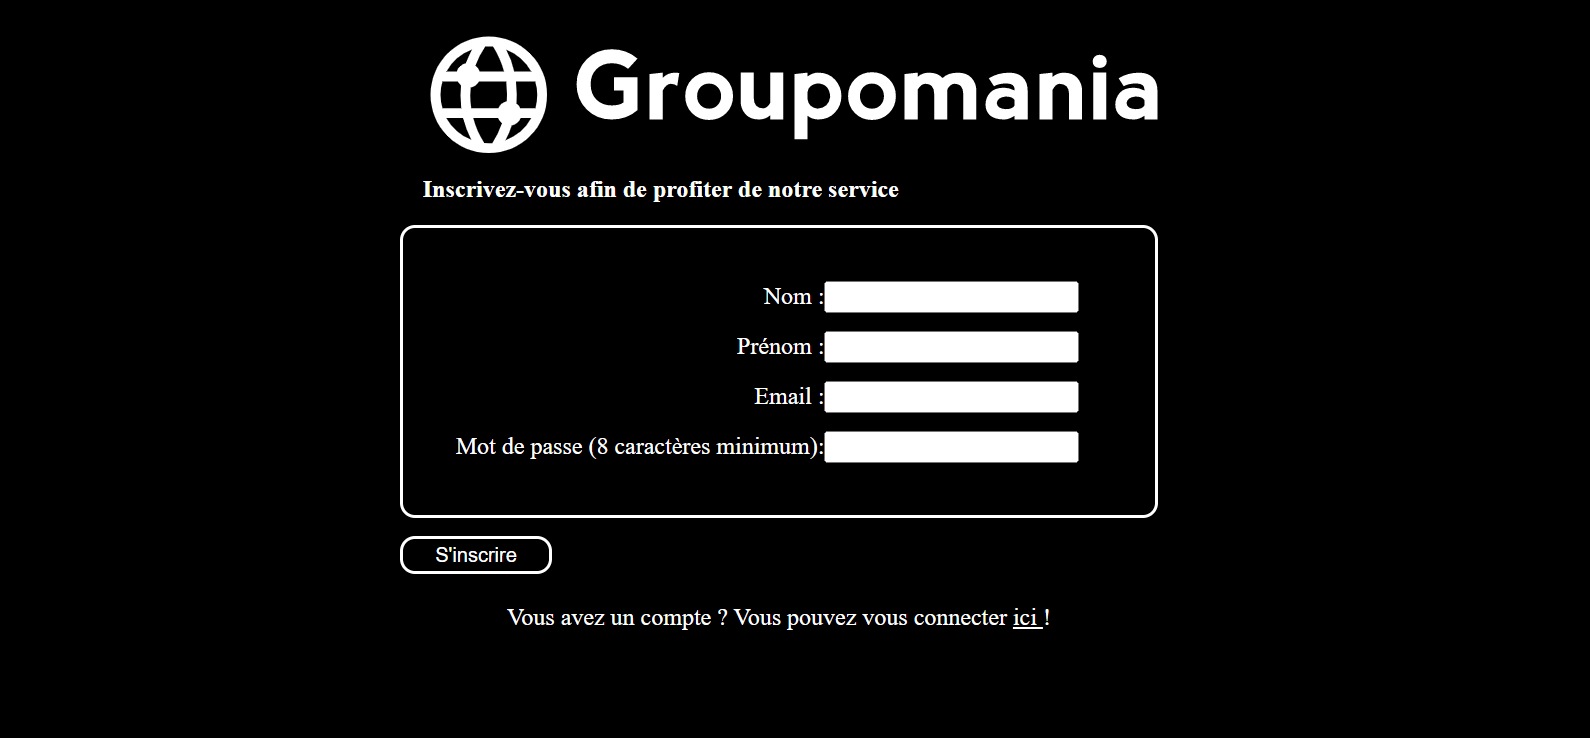 Groupomania
Inscrivez-vous afin de profiter de notre service
Nom :
Prénom :
Email :
Mot de passe (8 caractères minimum):
S'inscrire
Vous avez un compte ? Vous pouvez vous connecter ici !